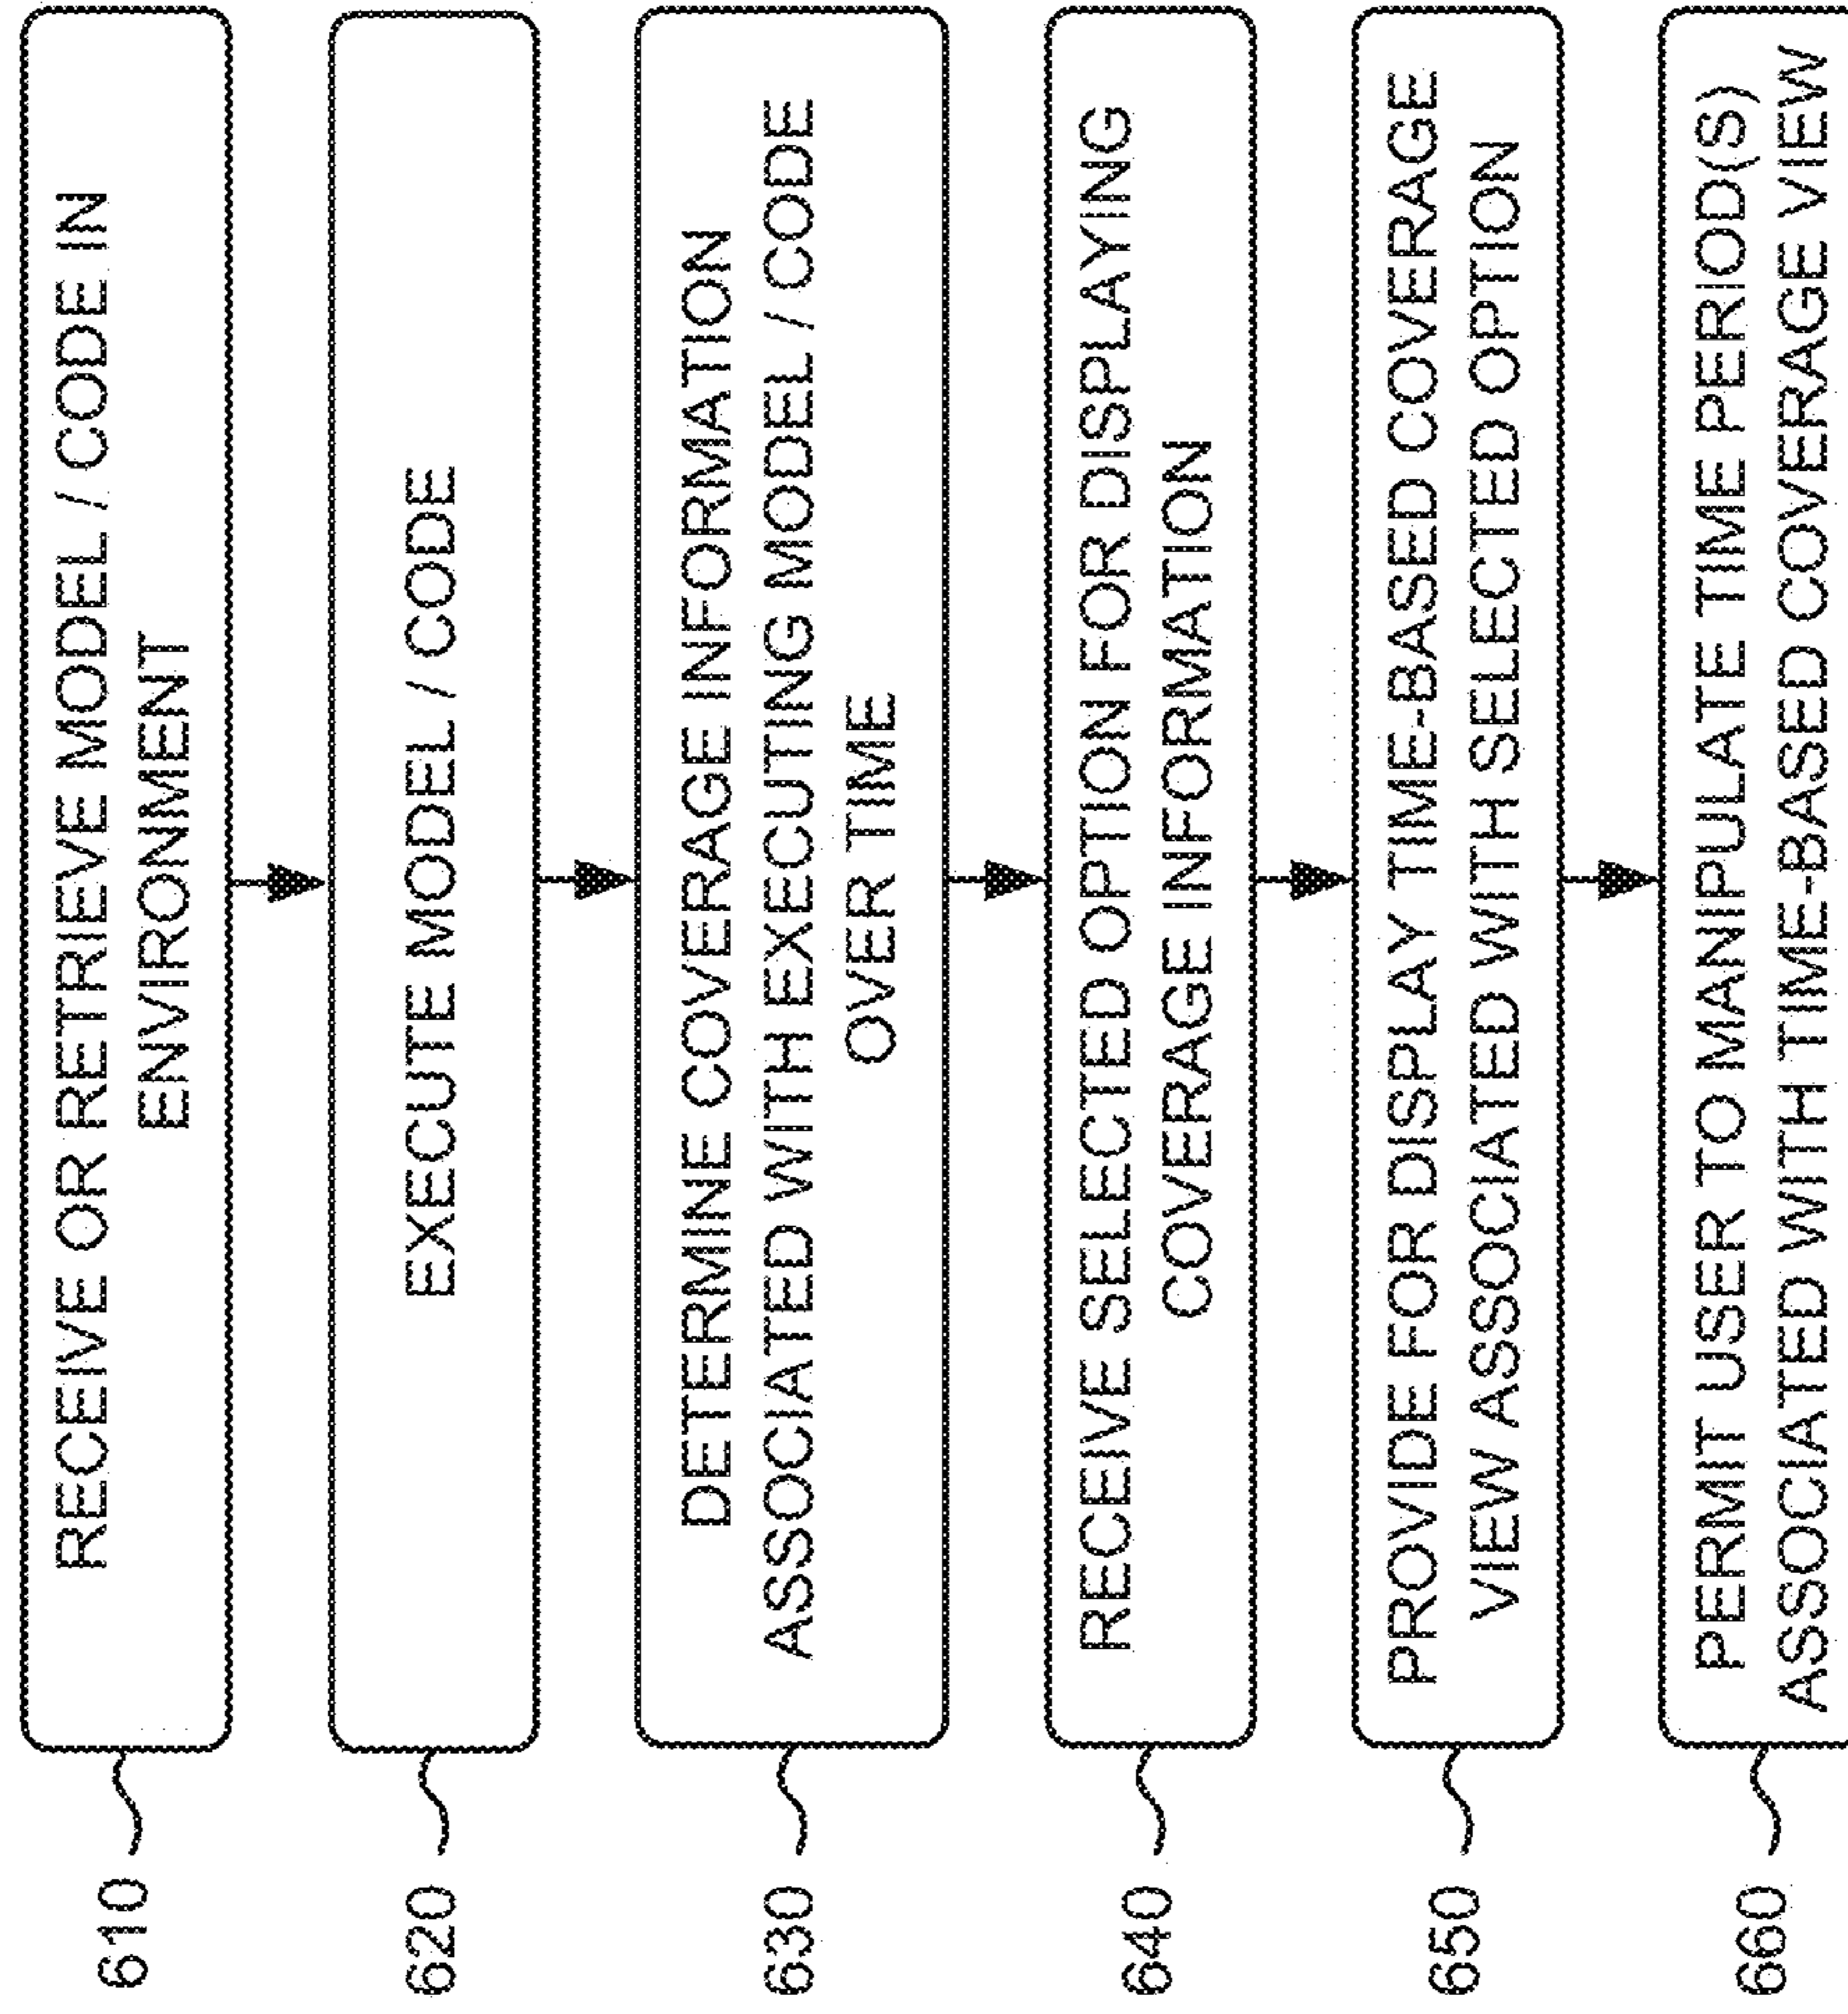 610
RECEIVE OR RETRIEVE MODEL / CODE IN
ENVIRONMENT
620
EXECUTE MODEL / CODE
630
DETERMINE COVERAGE INFORMATION
ASSOCIATED WITH EXECUTING MODEL / CODE
OVER TIME
640
RECEIVE SELECTED OPTION FOR DISPLAYING
COVERAGE INFORMATION
650
PROVIDE FOR DISPLAY TIME-BASED COVERAGE
VIEW ASSOCIATED WITH SELECTED OPTION
660
PERMIT USER TO MANIPULATE TIME PERIOD(S)
ASSOCIATED WITH TIME-BASED COVERAGE VIEW